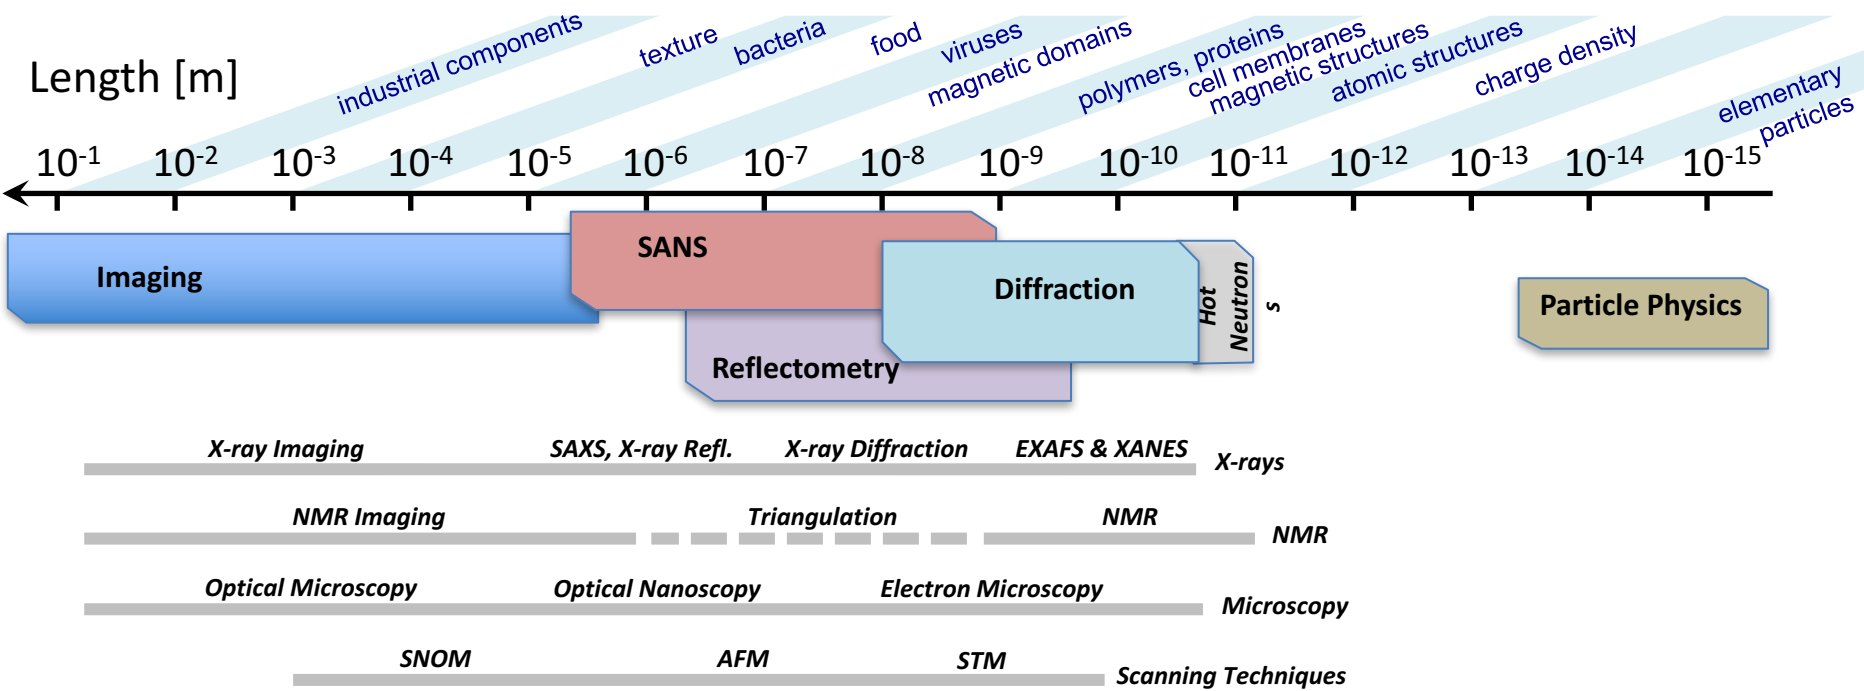 industrial components
texture
bacteria
food
viruses
magnetic domains
polymers, proteins
cell membranes
magnetic structures
atomic structures
charge density
elementary
particles
Length [m]
10⁻¹ 10⁻² 10⁻³ 10⁻⁴ 10⁻⁵ 10⁻⁶ 10⁻⁷ 10⁻⁸ 10⁻⁹ 10⁻¹⁰ 10⁻¹¹ 10⁻¹² 10⁻¹³ 10⁻¹⁴ 10⁻¹⁵
Imaging
SANS
Reflectometry
Diffraction
Hot
Neutron
s
Particle Physics
X-ray Imaging SAXS, X-ray Refl. X-ray Diffraction EXAFS & XANES X-rays
NMR Imaging Triangulation NMR NMR
Optical Microscopy Optical Nanoscopy Electron Microscopy Microscopy
SNOM AFM STM Scanning Techniques